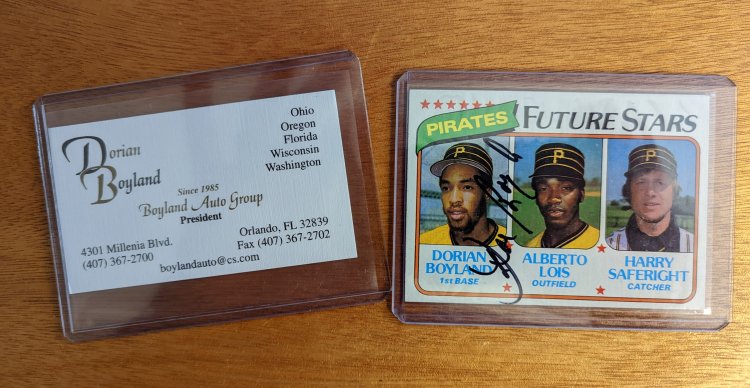 Dorian
Boyland
Ohio
Oregon
Florida
Wisconsin
Washington
Since 1985
Boyland Auto Group
President
4301 Millenia Blvd.
(407) 367-2700
Orlando, FL 32839
Fax (407) 367-2702
boylandauto@cs.com
PIRATES FUTURE STARS
P
P
P
DORIAN
BOYLAND
1ST BASE
ALBERTO
LOIS
OUTFIELD
HARRY
SAFERIGHT
CATCHER